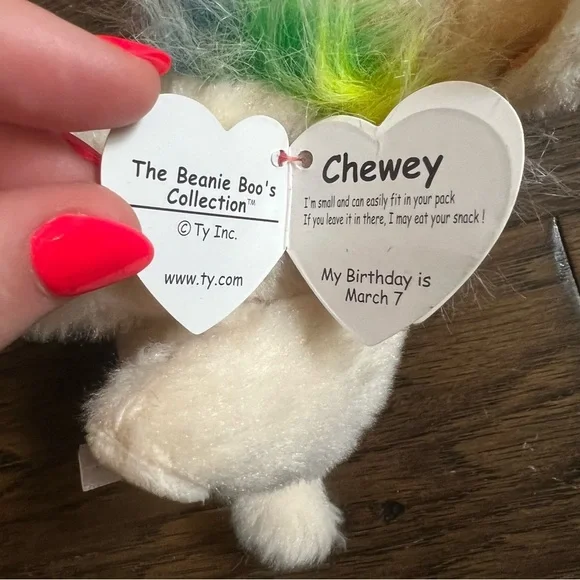 The Beanie Boo's
Collection™
© Ty Inc.
www.ty.com
Chewey
I'm small and can easily fit in your pack
If you leave it in there, I may eat your snack !
My Birthday is
March 7